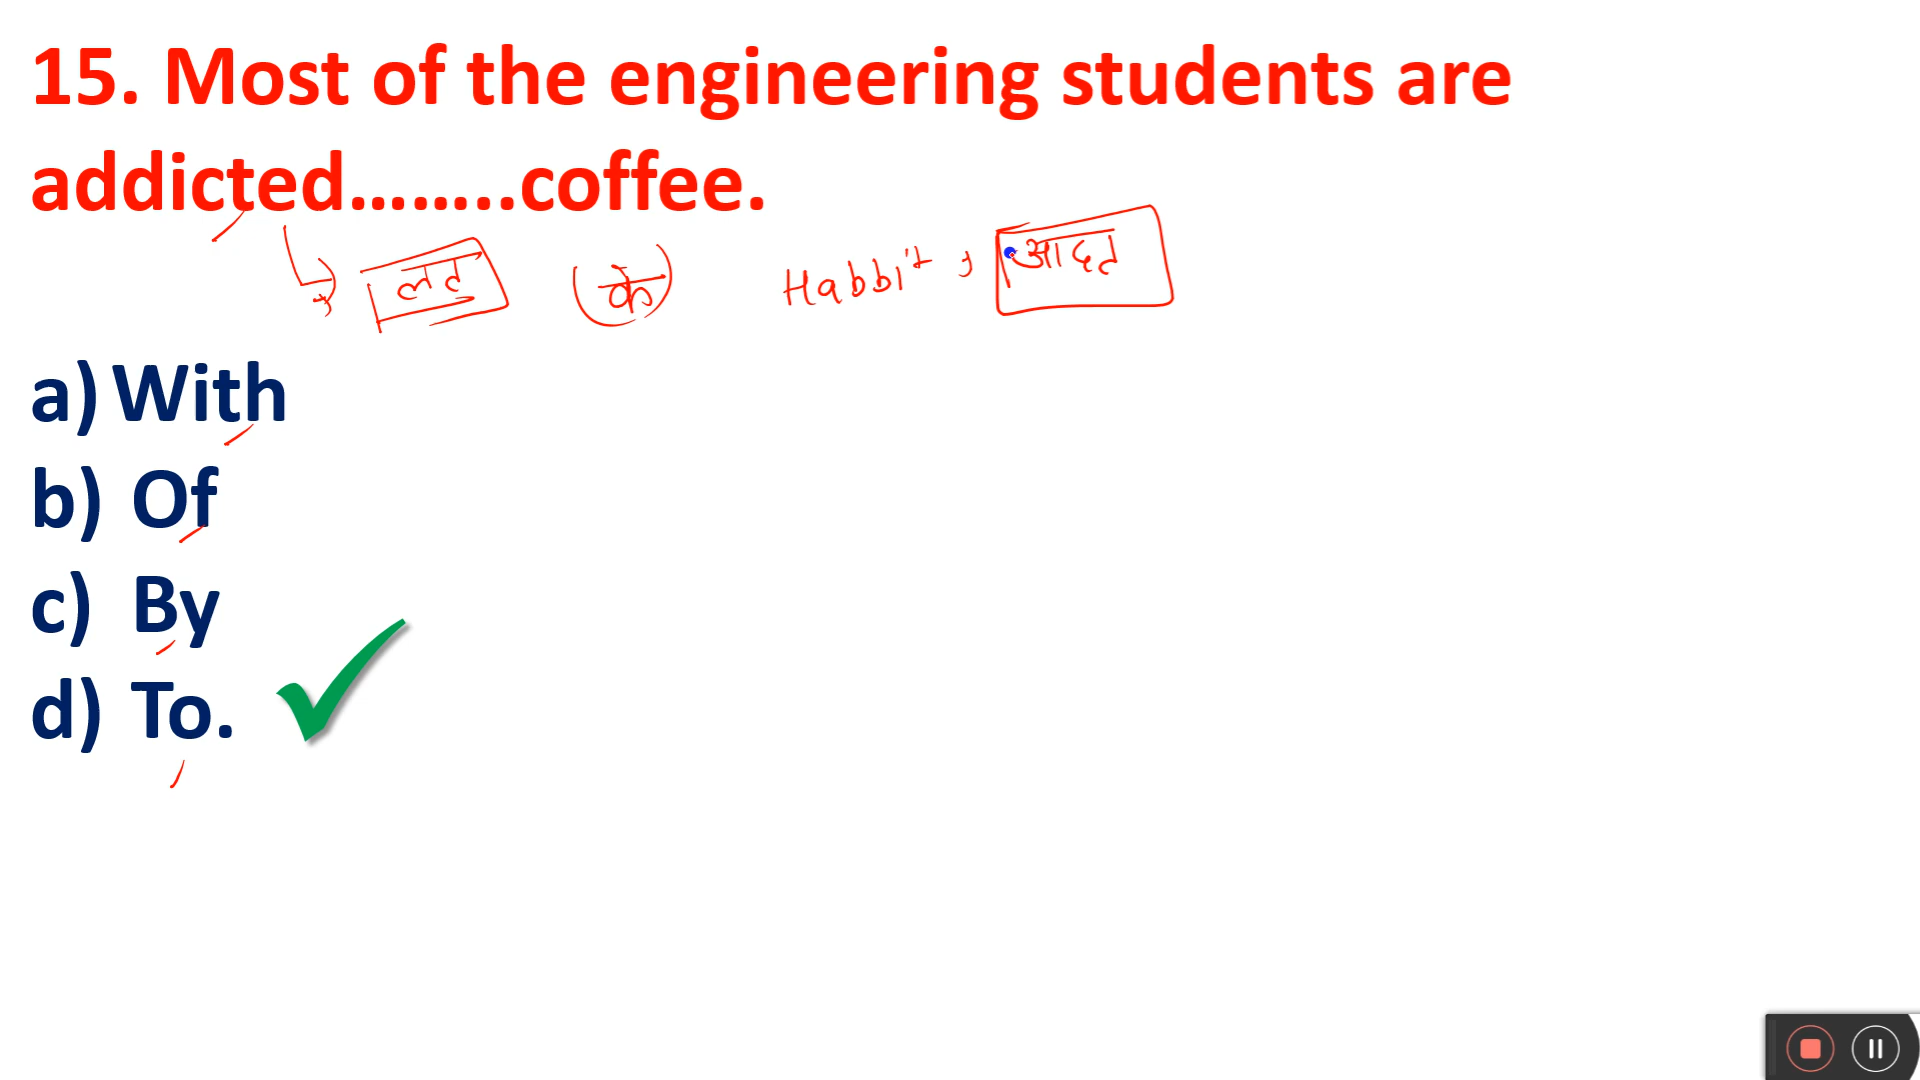 15. Most of the engineering students are
addicted........coffee.
लत के Habbit, आदत
a) With
b) Of
c) By
d) To.